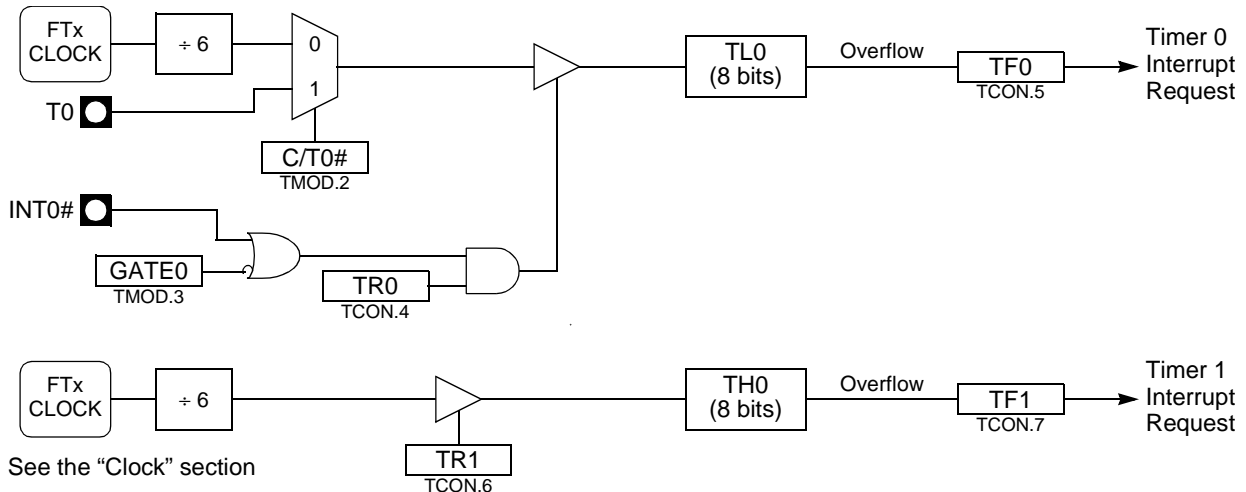 FTx
CLOCK
÷ 6
0
1
T0
C/T0#
TMOD.2
TL0
(8 bits)
Overflow
TF0
TCON.5
Timer 0
Interrupt
Request
INT0#
GATE0
TMOD.3
TR0
TCON.4
FTx
CLOCK
÷ 6
TR1
TCON.6
TH0
(8 bits)
Overflow
TF1
TCON.7
Timer 1
Interrupt
Request
See the “Clock” section